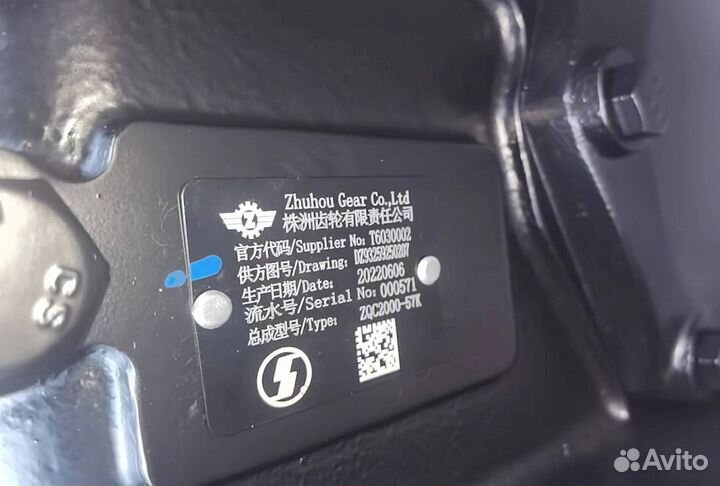 Zhuhou Gear Co.,Ltd
株洲齿轮有限责任公司
官方代码/Supplier No: T6030002
供方图号/Drawing: DZ93259250207
生产日期/Date: 20220606
流水号/Serial No: 000571
总成型号/Type: ZQC2000-57K
Z
S
CS
Avito